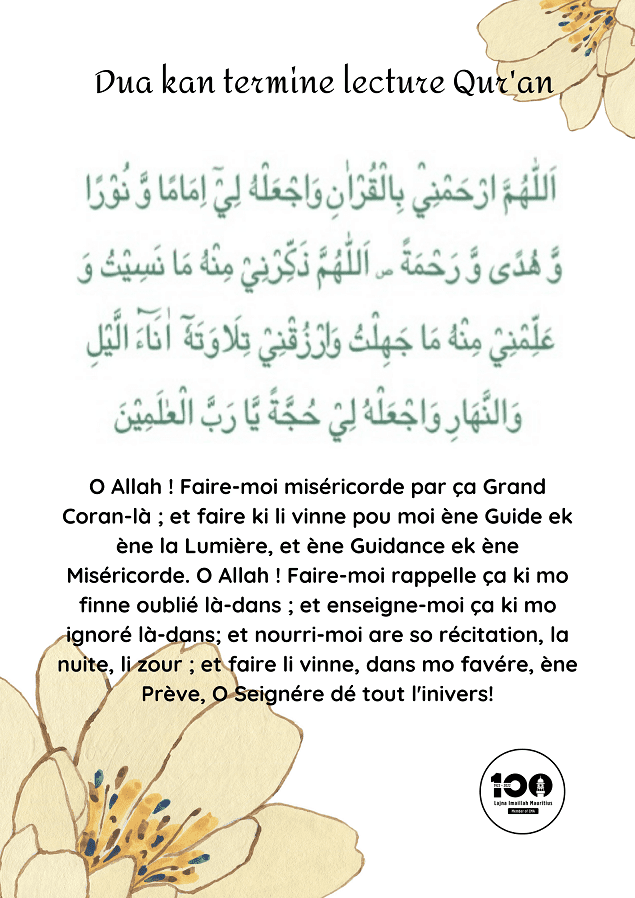 Dua kan termine lecture Qur'an
اَللّٰهُمَّ ارْحَمْنِيْ بِالْقُرْاٰنِ وَاجْعَلْهُ لِيْٓ اِمَامًا وَّ نُوْرًا
وَّ هُدًى وَّ رَحْمَةً ؕ اَللّٰهُمَّ ذَكِّرْنِيْ مِنْهُ مَا نَسِيْتُ وَ
عَلِّمْنِيْ مِنْهُ مَا جَهِلْتُ وَارْزُقْنِيْ تِلَاوَتَهٗٓ اٰنَآءَ الَّيْلِ
وَالنَّهَارِ وَاجْعَلْهُ لِيْ حُجَّةً يَّا رَبَّ الْعٰلَمِيْنَ
O Allah ! Faire-moi miséricorde par ça Grand
Coran-là ; et faire ki li vinne pou moi ène Guide ek
ène la Lumière, et ène Guidance ek ène
Miséricorde. O Allah ! Faire-moi rappelle ça ki mo
finne oublié là-dans ; et enseigne-moi ça ki mo
ignoré là-dans; et nourri-moi are so récitation, la
nuite, li zour ; et faire li vinne, dans mo favére, ène
Prève, O Seignére dé tout l'inivers!
100
1922 - 2022
Lajna Imaillah Mauritius